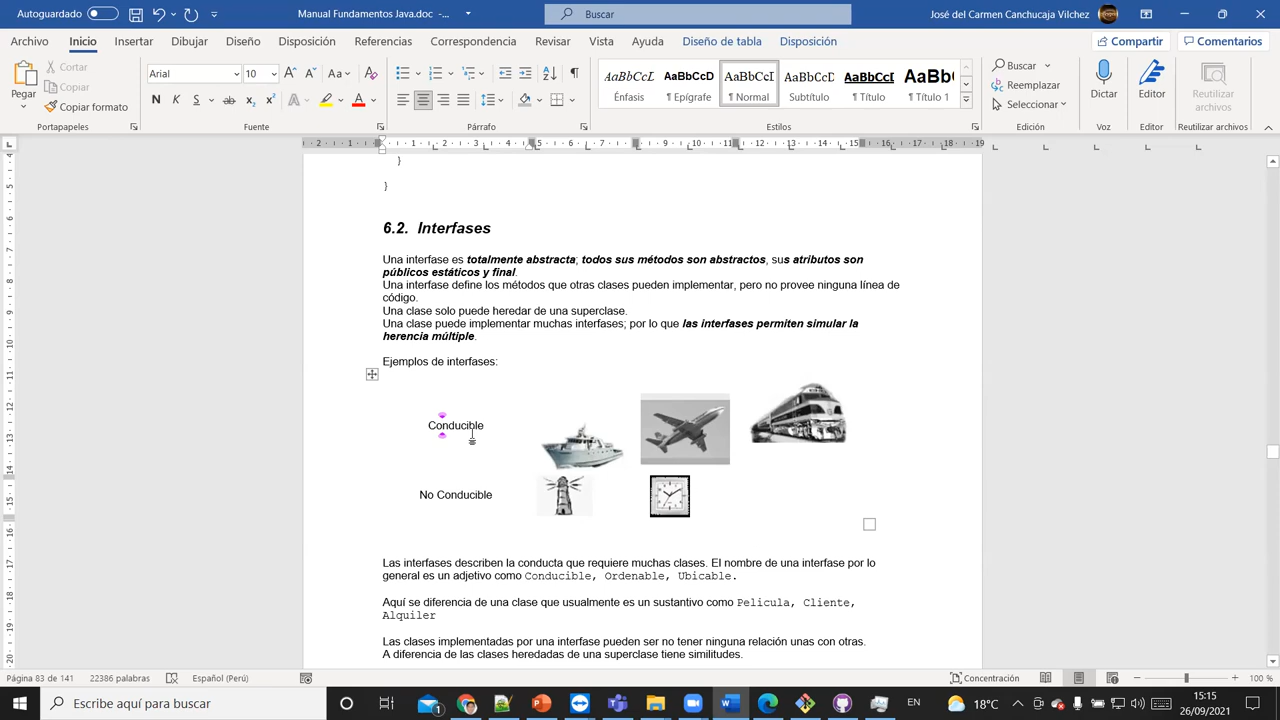 Autoguardado
Manual Fundamentos
Buscar
José del Carmen Canchucaja Vilchez
Archivo Inicio Insertar Dibujar Diseño Disposición Referencias Correspondencia Revisar Vista Ayuda Diseño de tabla Disposición Compartir Comentarios
Pegar Cortar Copiar Copiar formato
Portapapeles
Arial 10
N K S ab x₂ x² A A
Fuente
Párrafo
AaBbCcL AaBbCcD AaBbCcI AaBbCcD AaBbCcI AaBb(
Énfasis ¶ Epígrafe ¶ Normal Subtítulo ¶ Título ¶ Título 1
Estilos
Buscar
Reemplazar
Seleccionar
Edición
Dictar
Voz
Editor
Editor
Reutilizar archivos
Reutilizar archivos
}
}
6.2. Interfases
Una interfase es totalmente abstracta; todos sus métodos son abstractos, sus atributos son
públicos estáticos y final.
Una interfase define los métodos que otras clases pueden implementar, pero no provee ninguna línea de
código.
Una clase solo puede heredar de una superclase.
Una clase puede implementar muchas interfases; por lo que las interfases permiten simular la
herencia múltiple.
Ejemplos de interfases:
Conducible
No Conducible
Las interfases describen la conducta que requiere muchas clases. El nombre de una interfase por lo
general es un adjetivo como Conducible, Ordenable, Ubicable.
Aquí se diferencia de una clase que usualmente es un sustantivo como Pelicula, Cliente,
Alquiler
Las clases implementadas por una interfase pueden ser no tener ninguna relación unas con otras.
A diferencia de las clases heredadas de una superclase tiene similitudes.
Página 83 de 141 22386 palabras Español (Perú) Concentración 100 %
Escribe aquí para buscar
18°C EN 15:15
26/09/2021